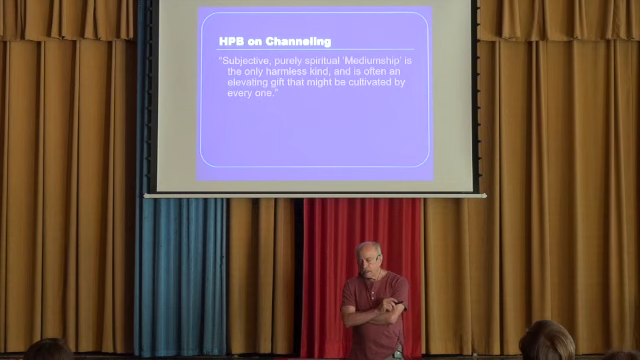 HPB on Channeling
"Subjective, purely spiritual 'Mediumship' is
the only harmless kind, and is often an
elevating gift that might be cultivated by
every one."